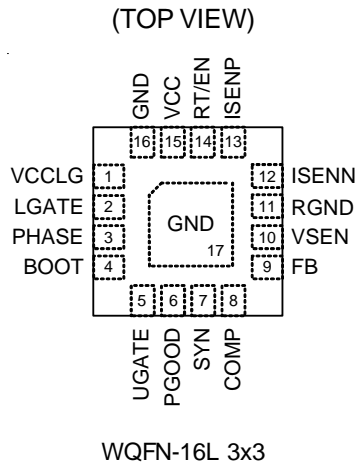 (TOP VIEW)
GND
VCC
RT/EN
ISENP
16
15
14
13
VCCLG
1
12
ISENN
LGATE
2
11
RGND
PHASE
3
GND
10
VSEN
BOOT
4
17
9
FB
5
6
7
8
UGATE
PGOOD
SYN
COMP
WQFN-16L 3x3